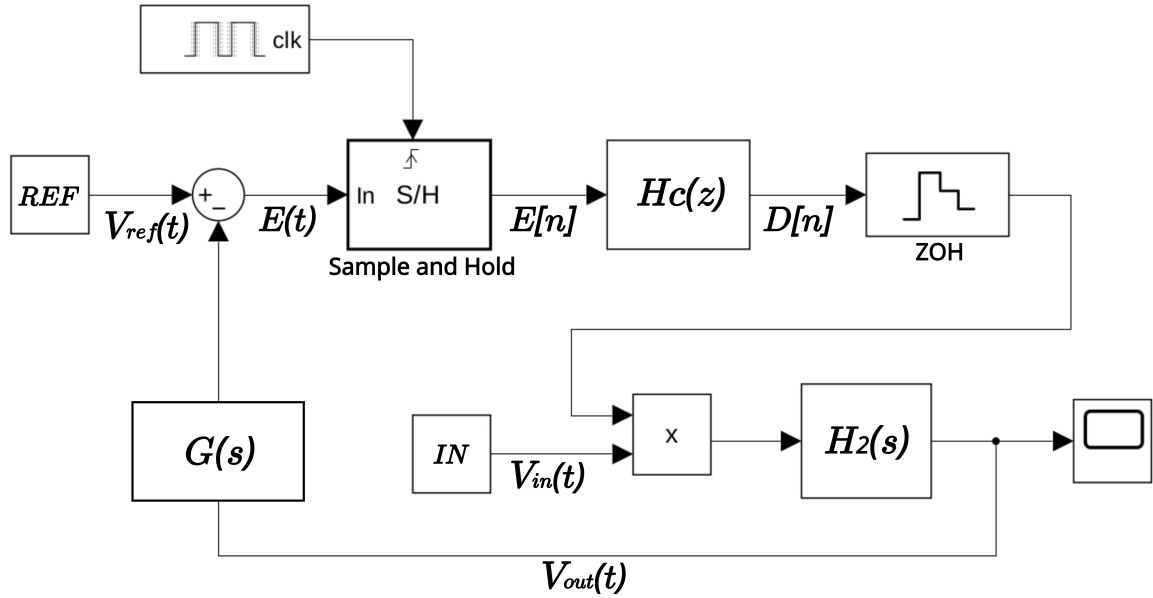 clk
REF
Vref(t)
+
−
E(t)
In
S/H
Sample and Hold
E[n]
Hc(z)
D[n]
ZOH
G(s)
IN
Vin(t)
x
H2(s)
Vout(t)